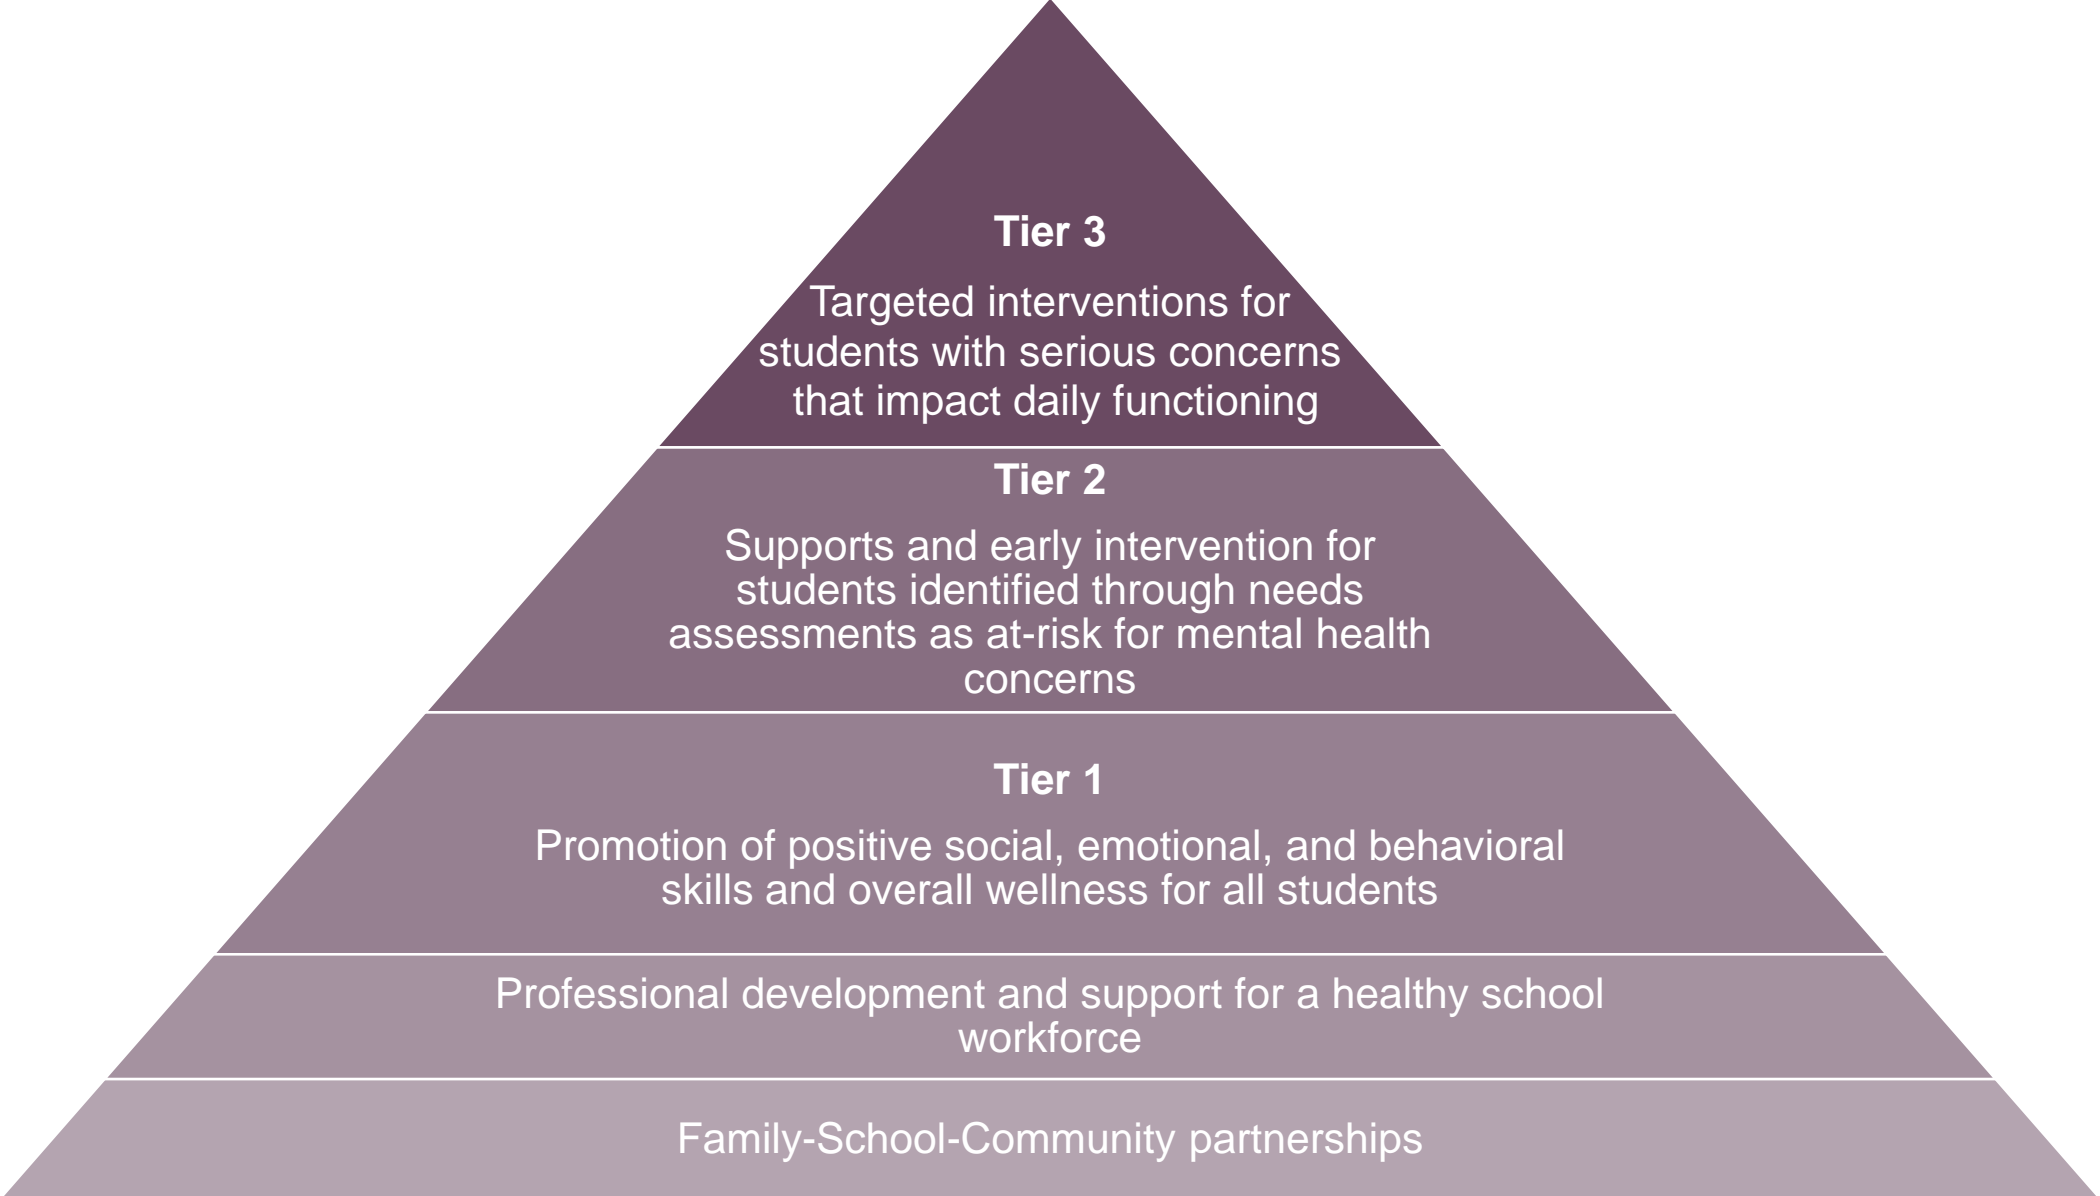 Tier 3
Targeted interventions for
students with serious concerns
that impact daily functioning
Tier 2
Supports and early intervention for
students identified through needs
assessments as at-risk for mental health
concerns
Tier 1
Promotion of positive social, emotional, and behavioral
skills and overall wellness for all students
Professional development and support for a healthy school
workforce
Family-School-Community partnerships